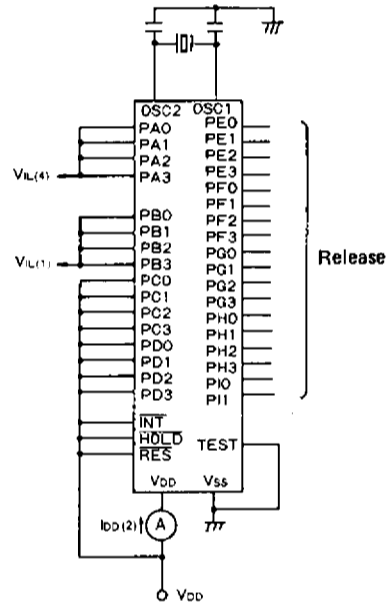 OSC2 OSC1
PA0
PA1
PA2
PA3
VIL(4)
PB0
PB1
PB2
PB3
VIL(1)
PC0
PC1
PC2
PC3
PD0
PD1
PD2
PD3
INT
HOLD
RES
PE0
PE1
PE2
PE3
PF0
PF1
PF2
PF3
PG0
PG1
PG2
PG3
PH0
PH1
PH2
PH3
PI0
PI1
Release
TEST
VDD VSS
IDD(2) A
VDD